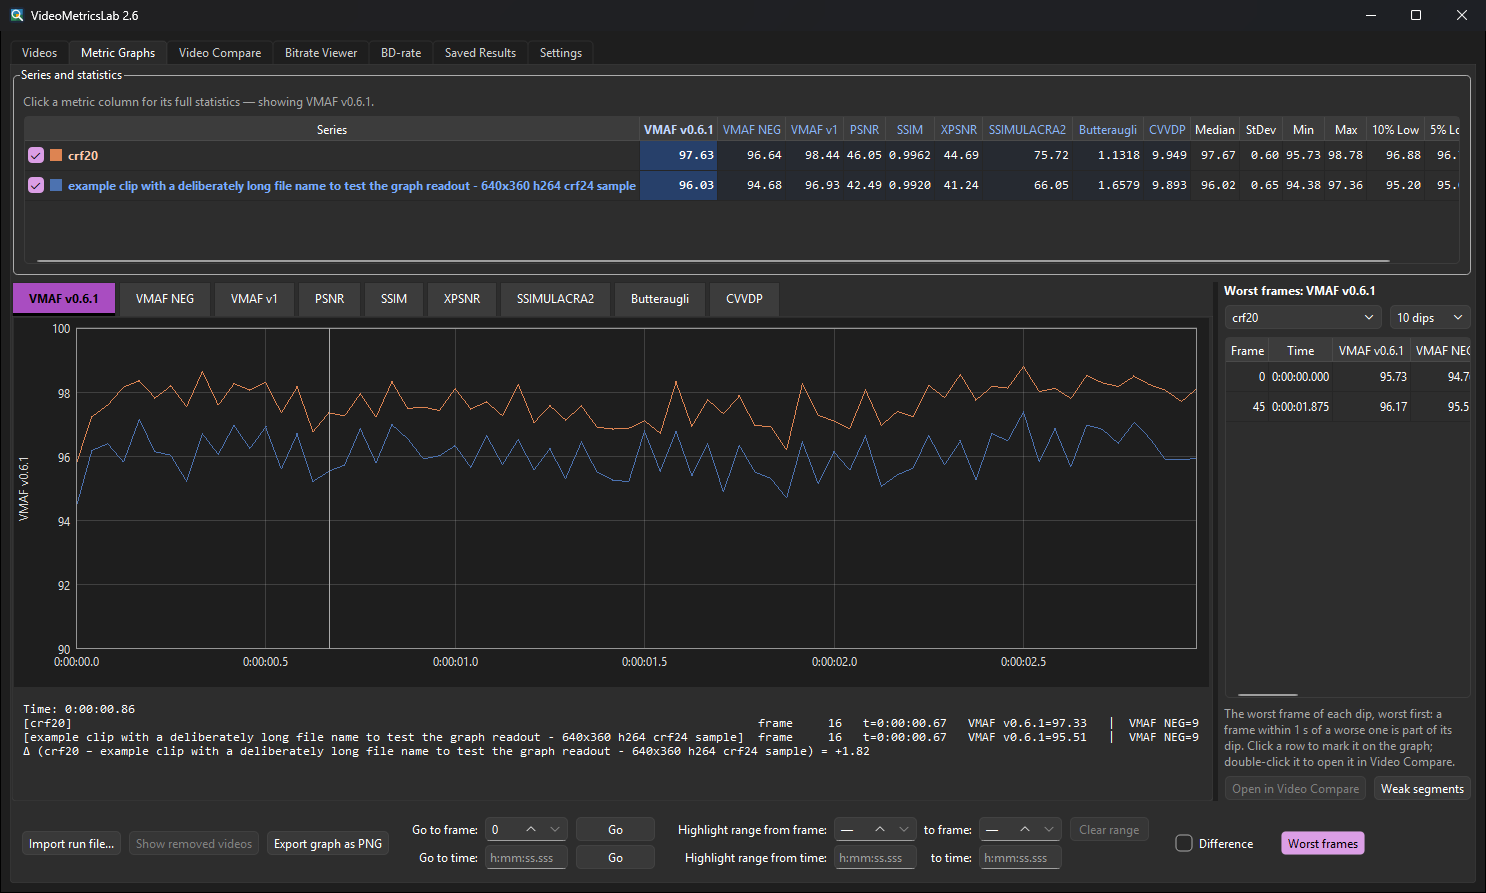 VideoMetricsLab 2.6
Videos Metric Graphs Video Compare Bitrate Viewer BD-rate Saved Results Settings
Series and statistics
Click a metric column for its full statistics — showing VMAF v0.6.1.
Series VMAF v0.6.1 VMAF NEG VMAF v1 PSNR SSIM XPSNR SSIMULACRA2 Butteraugli CVVDP Median StDev Min Max 10% Low 5% Lo
crf20 97.63 96.64 98.44 46.05 0.9962 44.69 75.72 1.1318 9.949 97.67 0.60 95.73 98.78 96.88 96.
example clip with a deliberately long file name to test the graph readout - 640x360 h264 crf24 sample 96.03 94.68 96.93 42.49 0.9920 41.24 66.05 1.6579 9.893 96.02 0.65 94.38 97.36 95.20 95.
VMAF v0.6.1 VMAF NEG VMAF v1 PSNR SSIM XPSNR SSIMULACRA2 Butteraugli CVVDP
100
98
96
94
92
90
VMAF v0.6.1
0:00:00.0 0:00:00.5 0:00:01.0 0:00:01.5 0:00:02.0 0:00:02.5
Time: 0:00:00.86
[crf20] frame 16 t=0:00:00.67 VMAF v0.6.1=97.33 | VMAF NEG=9
[example clip with a deliberately long file name to test the graph readout - 640x360 h264 crf24 sample] frame 16 t=0:00:00.67 VMAF v0.6.1=95.51 | VMAF NEG=9
Δ (crf20 − example clip with a deliberately long file name to test the graph readout - 640x360 h264 crf24 sample) = +1.82
Worst frames: VMAF v0.6.1
crf20 10 dips
Frame Time VMAF v0.6.1 VMAF NEG
0 0:00:00.000 95.73 94.7
45 0:00:01.875 96.17 95.5
The worst frame of each dip, worst first: a
frame within 1 s of a worse one is part of its
dip. Click a row to mark it on the graph;
double-click it to open it in Video Compare.
Open in Video Compare Weak segments
Import run file... Show removed videos Export graph as PNG
Go to frame: 0 Go Highlight range from frame: — to frame: — Clear range
Go to time: h:mm:ss.sss Go Highlight range from time: h:mm:ss.sss to time: h:mm:ss.sss
Difference Worst frames